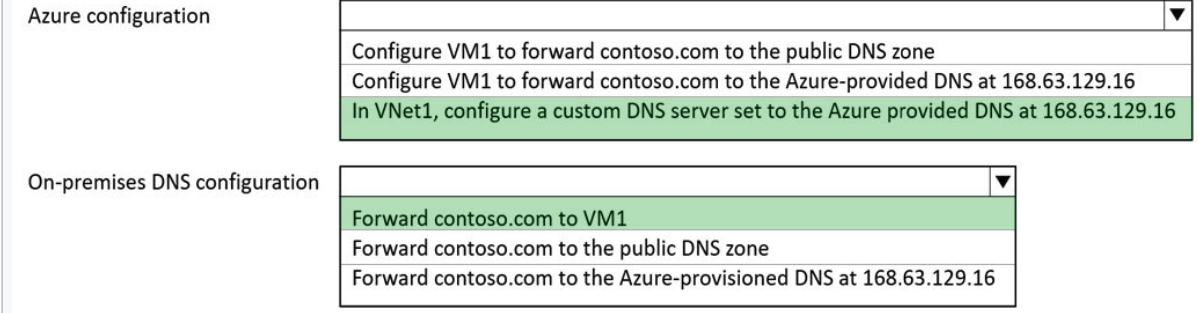 Azure configuration
Configure VM1 to forward contoso.com to the public DNS zone
Configure VM1 to forward contoso.com to the Azure-provided DNS at 168.63.129.16
In VNet1, configure a custom DNS server set to the Azure provided DNS at 168.63.129.16
On-premises DNS configuration
Forward contoso.com to VM1
Forward contoso.com to the public DNS zone
Forward contoso.com to the Azure-provisioned DNS at 168.63.129.16